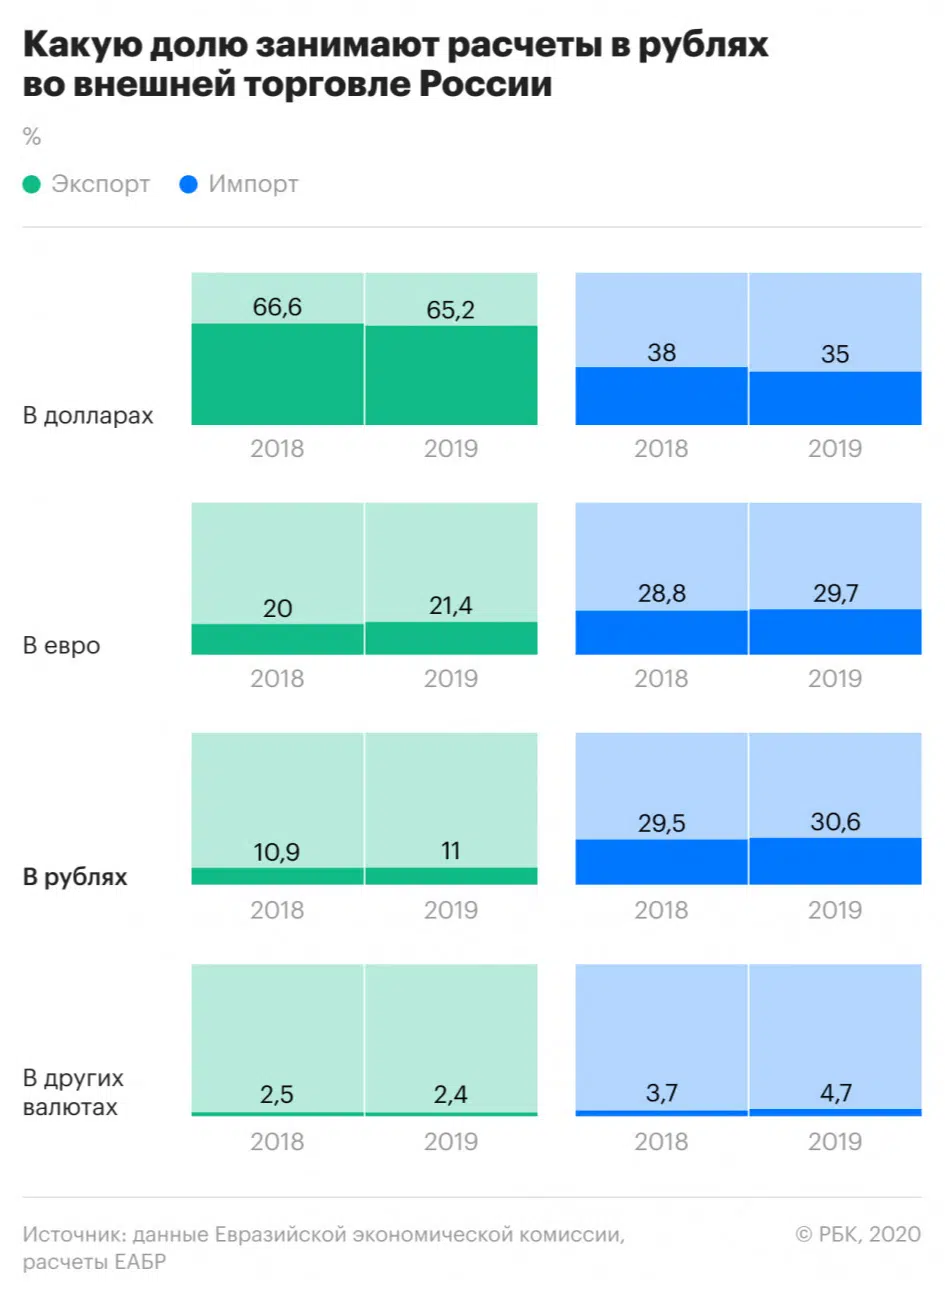 Какую долю занимают расчеты в рублях
во внешней торговле России
%
Экспорт Импорт
66,6 65,2 38 35
В долларах
2018 2019 2018 2019
20 21,4 28,8 29,7
В евро
2018 2019 2018 2019
10,9 11 29,5 30,6
В рублях
2018 2019 2018 2019
2,5 2,4 3,7 4,7
В других
валютах
2018 2019 2018 2019
Источник: данные Евразийской экономической комиссии,
расчеты ЕАБР
© РБК, 2020